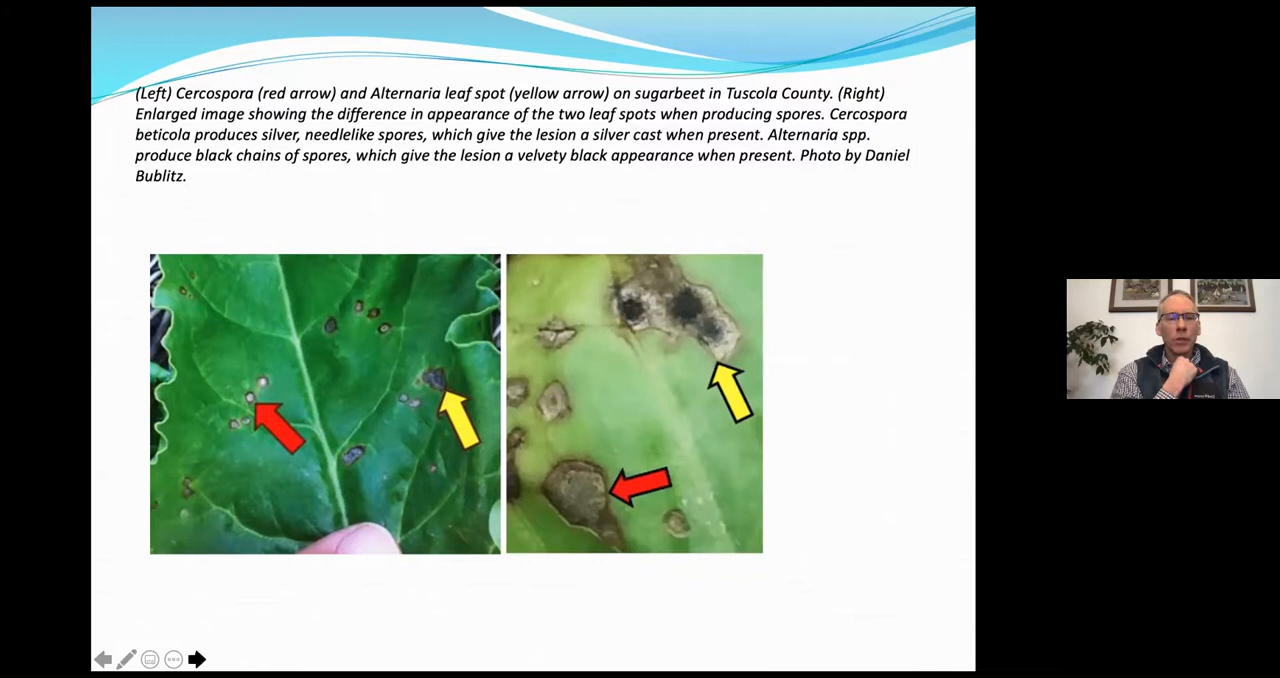 (Left) Cercospora (red arrow) and Alternaria leaf spot (yellow arrow) on sugarbeet in Tuscola County. (Right)
Enlarged image showing the difference in appearance of the two leaf spots when producing spores. Cercospora
beticola produces silver, needlelike spores, which give the lesion a silver cast when present. Alternaria spp.
produce black chains of spores, which give the lesion a velvety black appearance when present. Photo by Daniel
Bublitz.